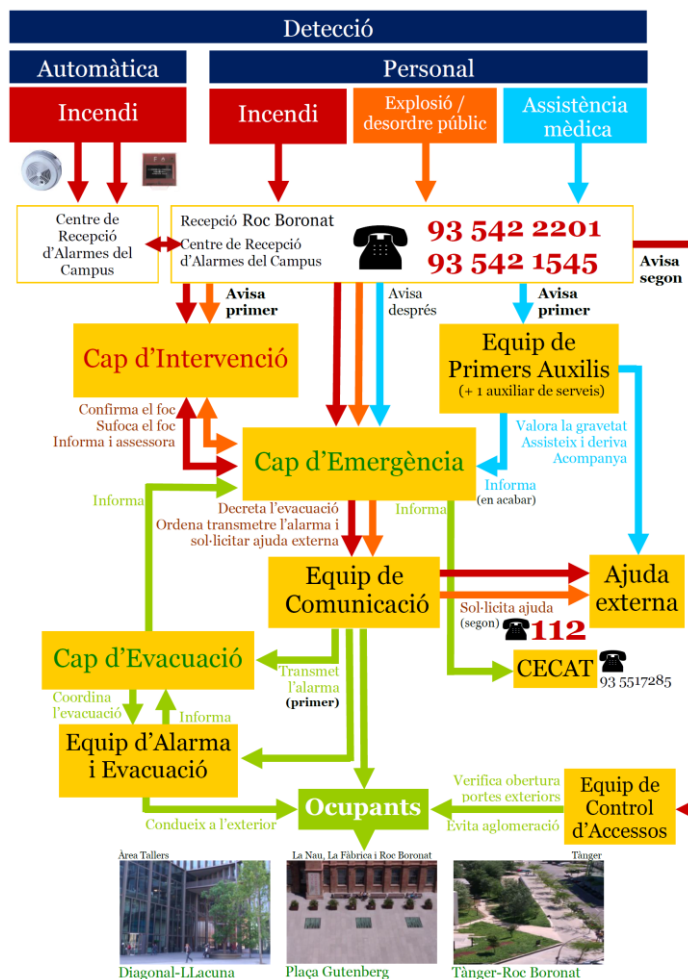 Detecció
Automàtica
Personal
Incendi
Incendi
Explosió /
desordre públic
Assistència
mèdica
Centre de
Recepció
d'Alarmes del
Campus
Recepció Roc Boronat
Centre de Recepció
d'Alarmes del Campus
93 542 2201
93 542 1545
Avisa
segon
Avisa
primer
Avisa
després
Avisa
primer
Cap d'Intervenció
Equip de
Primers Auxilis
(+ 1 auxiliar de serveis)
Confirma el foc
Sufoca el foc
Informa i assessora
Valora la gravetat
Assisteix i deriva
Acompanya
Cap d'Emergència
Informa
(en acabar)
Informa
Decreta l'evacuació
Ordena transmetre l'alarma i
sol·licitar ajuda externa
Informa
Equip de
Comunicació
Ajuda
externa
Sol·licita ajuda
(segon)
112
Cap d'Evacuació
Transmet
l'alarma
(primer)
CECAT
93 5517285
Coordina
l'evacuació
Informa
Equip d'Alarma
i Evacuació
Condueix a l'exterior
Ocupants
Verifica obertura
portes exteriors
Evita aglomeració
Equip de
Control
d'Accessos
Àrea Tallers
La Nau, La Fàbrica i Roc Boronat
Tànger
Diagonal-LLacuna
Plaça Gutenberg
Tànger-Roc Boronat